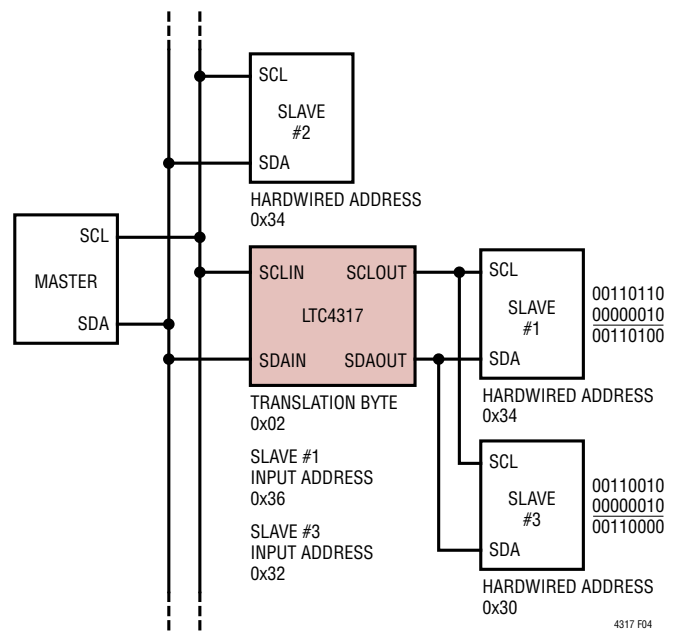 SCL
SLAVE
#2
SDA
HARDWIRED ADDRESS
0x34
SCL
MASTER
SDA
SCLIN SCLOUT
LTC4317
SDAIN SDAOUT
TRANSLATION BYTE
0x02
SLAVE #1
INPUT ADDRESS
0x36
SLAVE #3
INPUT ADDRESS
0x32
SCL
SLAVE
#1
SDA
00110110
00000010
00110100
HARDWIRED ADDRESS
0x34
SCL
SLAVE
#3
SDA
00110010
00000010
00110000
HARDWIRED ADDRESS
0x30
4317 F04